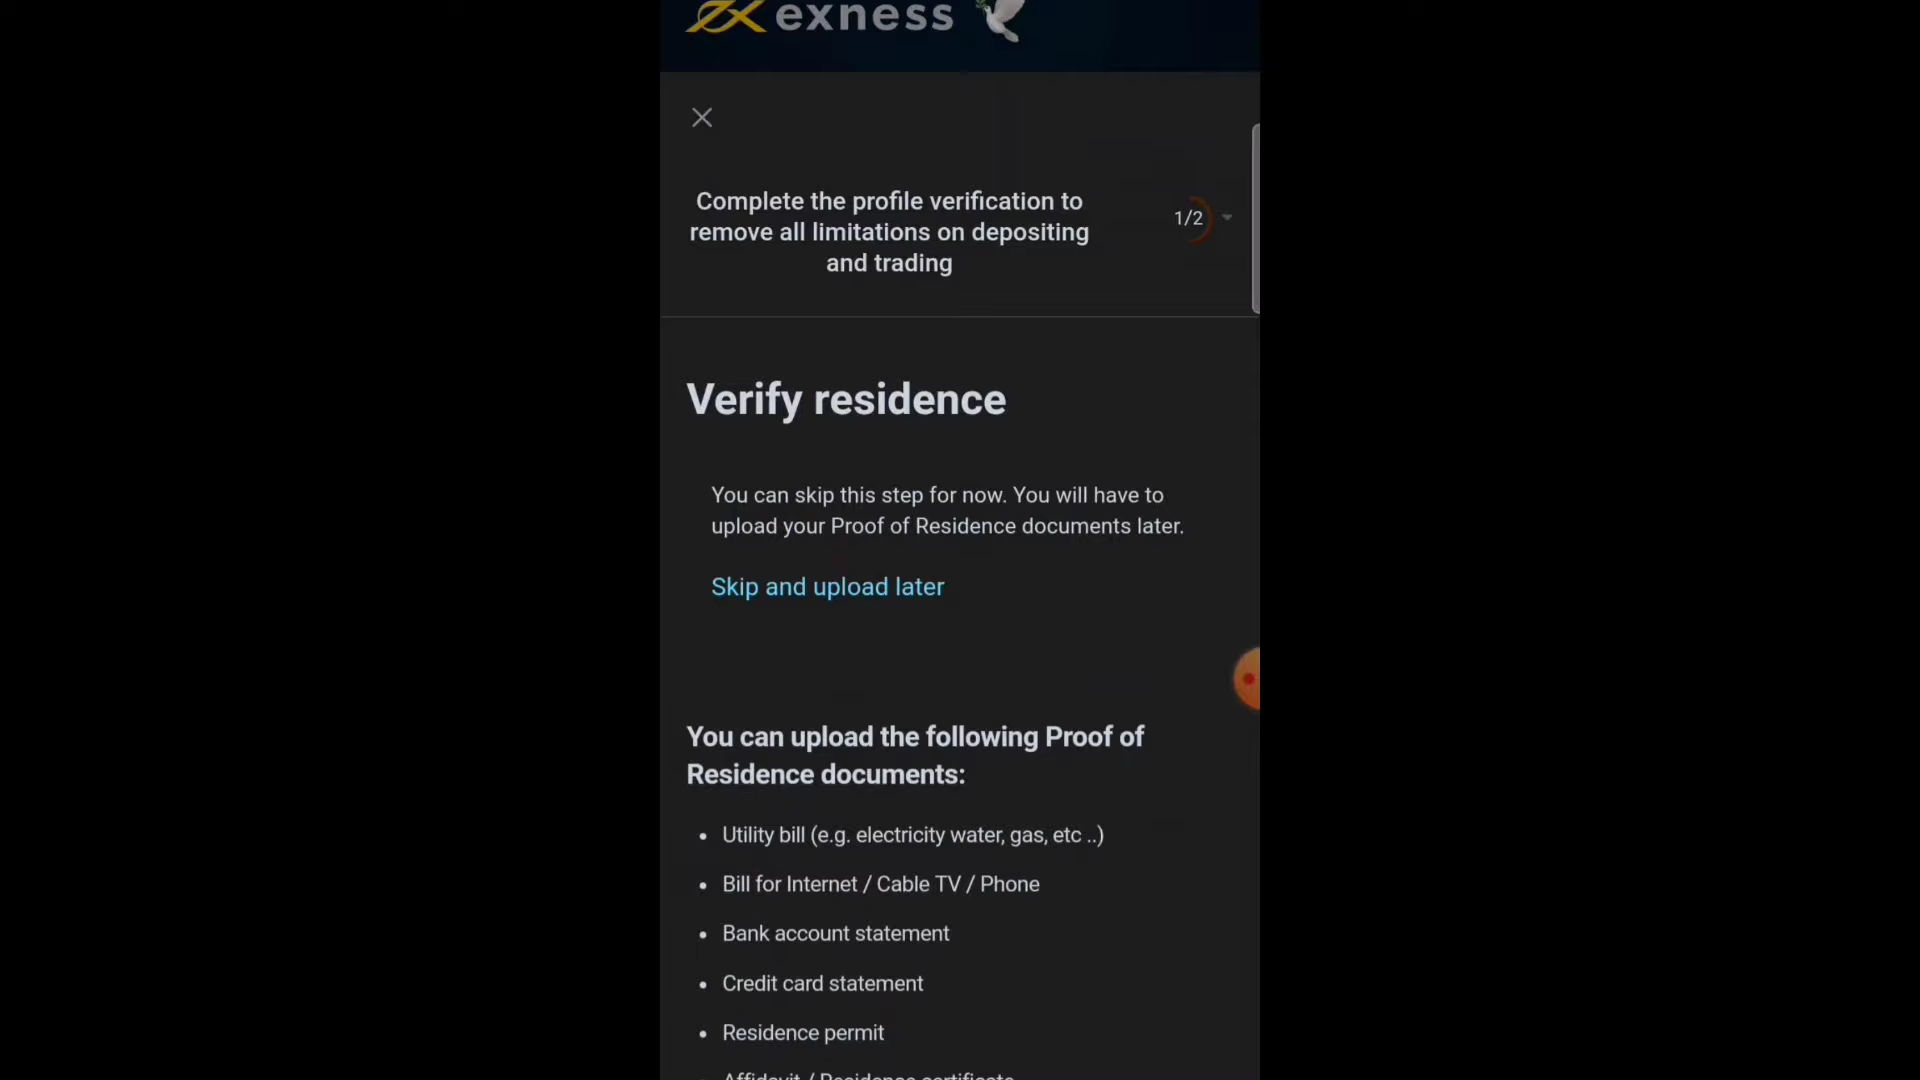 exness
Complete the profile verification to
remove all limitations on depositing
and trading
1/2
Verify residence
You can skip this step for now. You will have to
upload your Proof of Residence documents later.
Skip and upload later
You can upload the following Proof of
Residence documents:
• Utility bill (e.g. electricity water, gas, etc ..)
• Bill for Internet / Cable TV / Phone
• Bank account statement
• Credit card statement
• Residence permit
Affidavit / Residence certificate